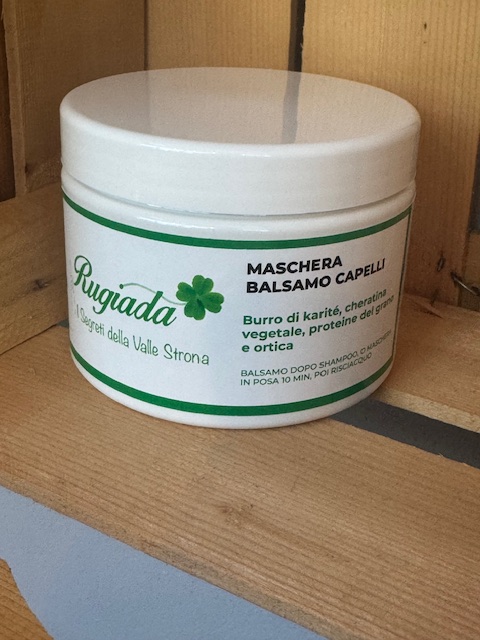 Rugiada
I Segreti della Valle Strona
MASCHERA
BALSAMO CAPELLI
Burro di karité, cheratina
vegetale, proteine del grano
e ortica
BALSAMO DOPO SHAMPOO, O MASCHERA
IN POSA 10 MIN, POI RISCIACQUO